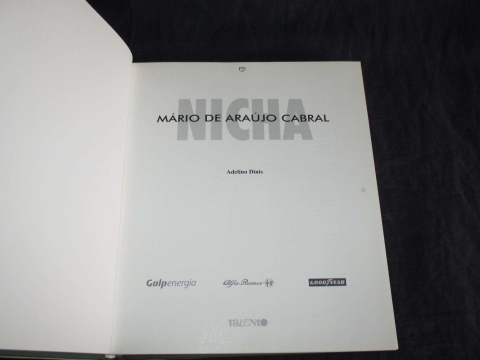 NICHA
MÁRIO DE ARAÚJO CABRAL
Adelino Dinis
Galpenergia
Alfa Romeo
GOODYEAR
TALENTO